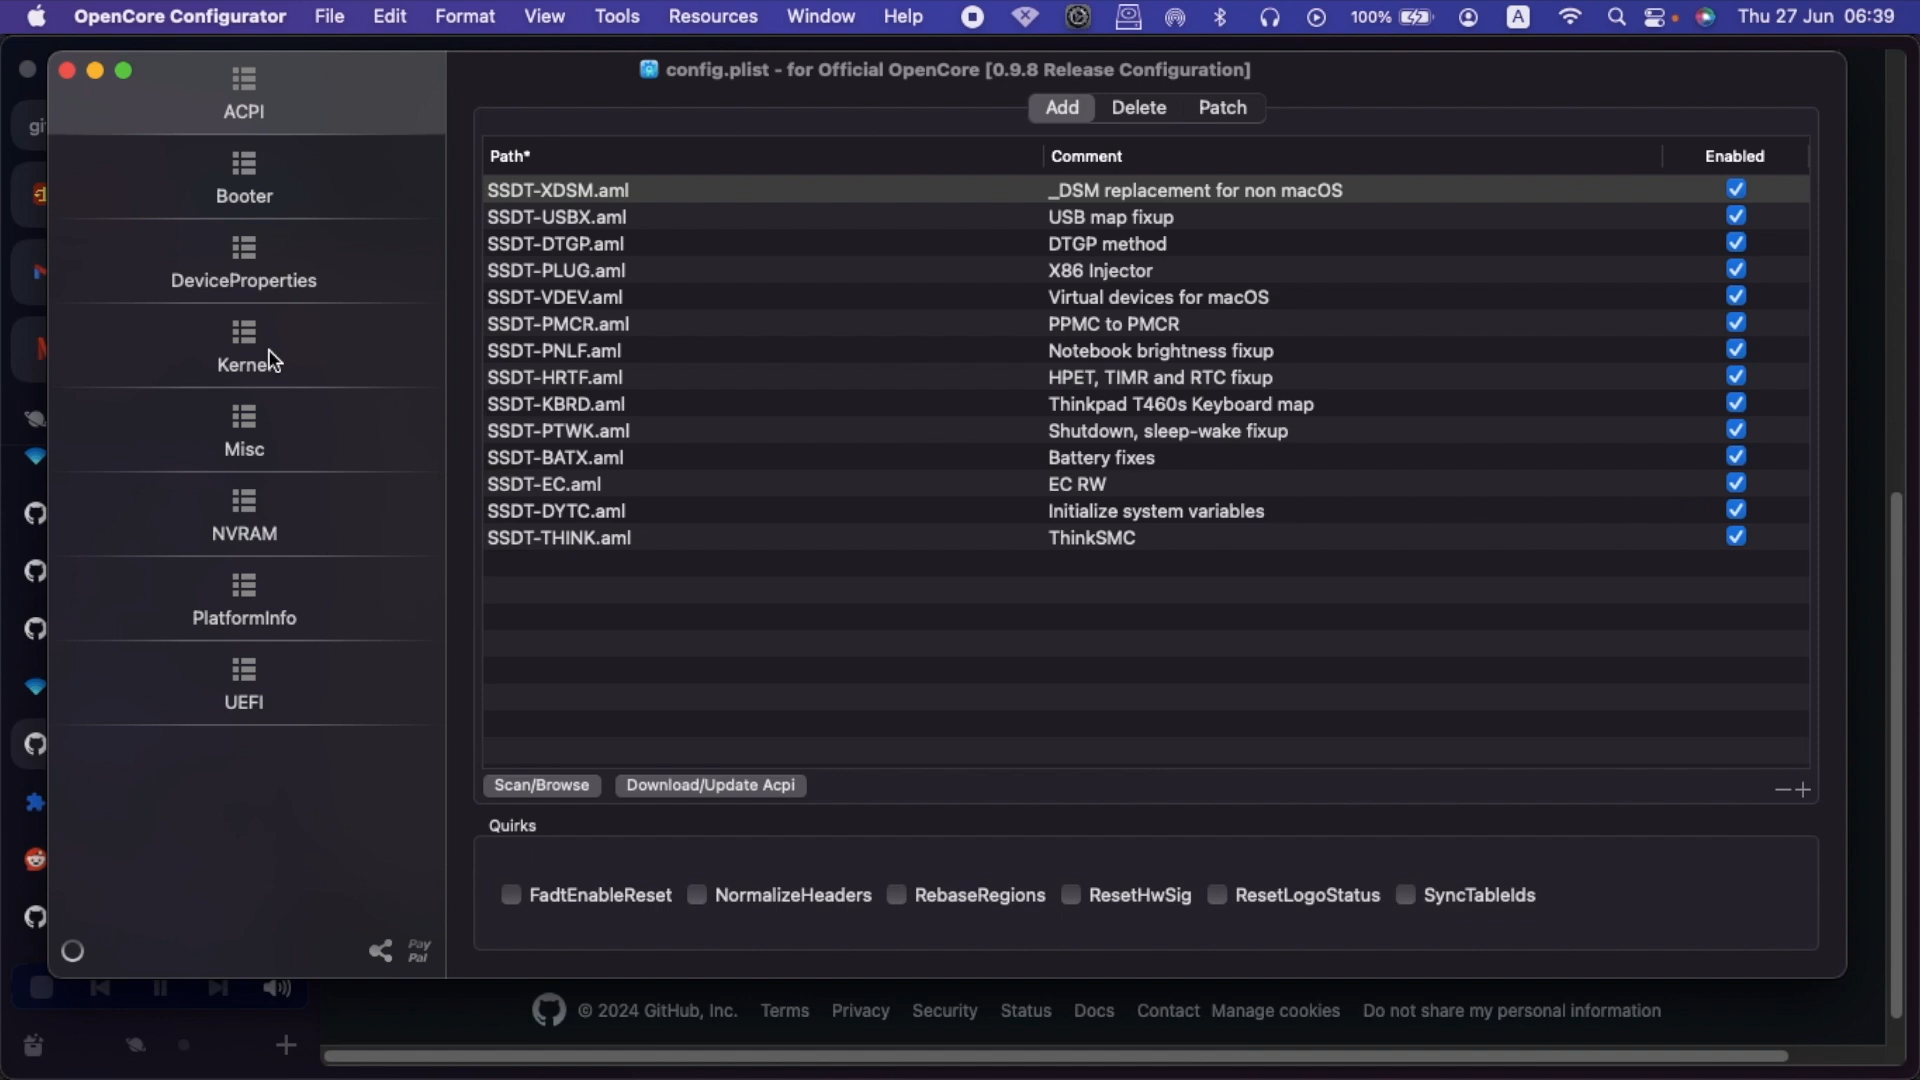 OpenCore Configurator File Edit Format View Tools Resources Window Help 100% A Thu 27 Jun 06:39
config.plist - for Official OpenCore [0.9.8 Release Configuration]
ACPI
Booter
DeviceProperties
Kernel
Misc
NVRAM
PlatformInfo
UEFI
Pay
Pal
Add Delete Patch
Path* Comment Enabled
SSDT-XDSM.aml _DSM replacement for non macOS
SSDT-USBX.aml USB map fixup
SSDT-DTGP.aml DTGP method
SSDT-PLUG.aml X86 Injector
SSDT-VDEV.aml Virtual devices for macOS
SSDT-PMCR.aml PPMC to PMCR
SSDT-PNLF.aml Notebook brightness fixup
SSDT-HRTF.aml HPET, TIMR and RTC fixup
SSDT-KBRD.aml Thinkpad T460s Keyboard map
SSDT-PTWK.aml Shutdown, sleep-wake fixup
SSDT-BATX.aml Battery fixes
SSDT-EC.aml EC RW
SSDT-DYTC.aml Initialize system variables
SSDT-THINK.aml ThinkSMC
Scan/Browse Download/Update Acpi
Quirks
FadtEnableReset NormalizeHeaders RebaseRegions ResetHwSig ResetLogoStatus SyncTableIds
© 2024 GitHub, Inc. Terms Privacy Security Status Docs Contact Manage cookies Do not share my personal information